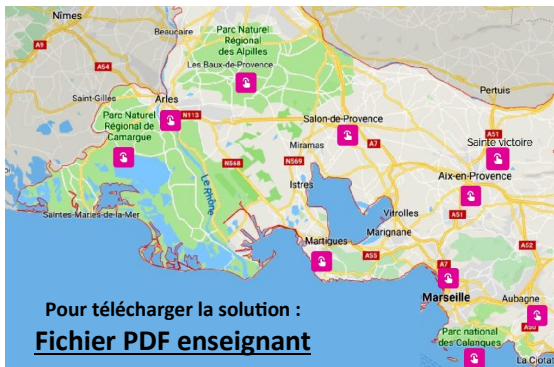 Nîmes
Beaucaire
Parc Naturel
Régional
des Alpilles
A9
A54
Les Baux-de-Provence
Pertuis
Saint-Gilles
Arles
N113
Parc Naturel
Régional de
Camargue
Salon-de-Provence
A7
A51
Sainte victoire
Miramas
N568
N569
Aix-en-Provence
Istres
Le Rhône
Vitrolles
A51
Saintes-Maries-de-la-Mer
Marignane
Martigues
A55
A52
A7
Marseille
Aubagne
A50
Parc national
des Calanques
La Ciotat
Pour télécharger la solution :
Fichier PDF enseignant